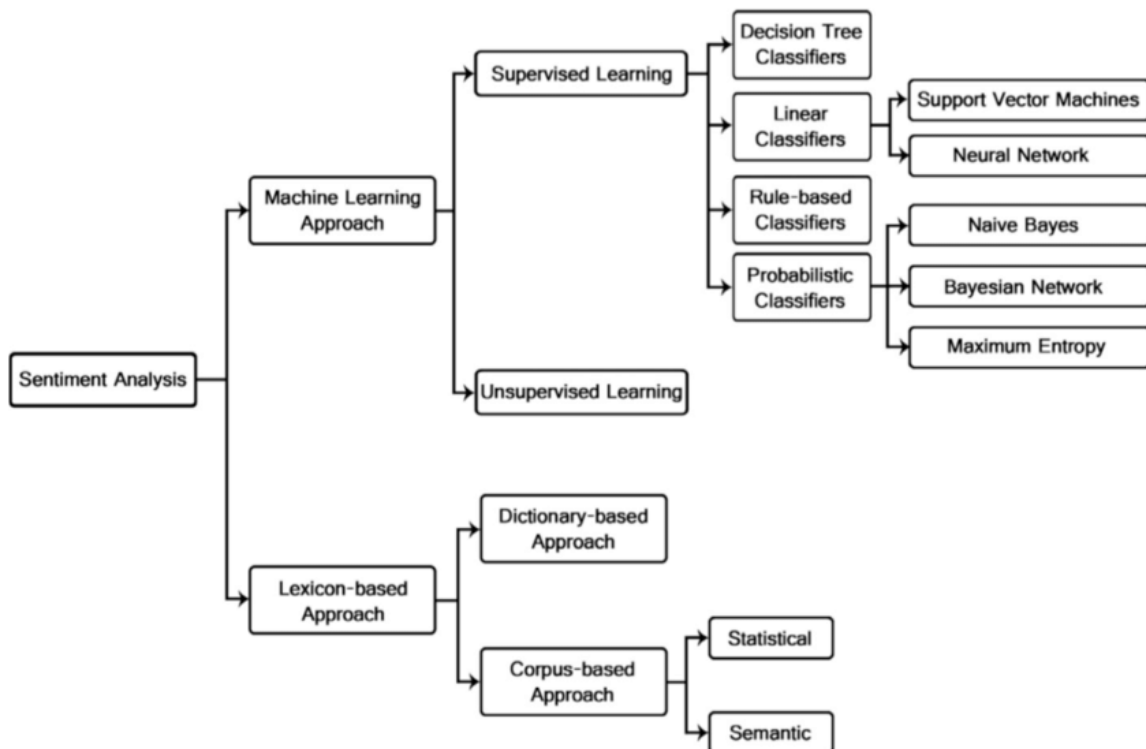 Decision Tree
Classifiers
Supervised Learning
Linear
Classifiers
Support Vector Machines
Neural Network
Machine Learning
Approach
Rule-based
Classifiers
Naive Bayes
Probabilistic
Classifiers
Bayesian Network
Maximum Entropy
Sentiment Analysis
Unsupervised Learning
Dictionary-based
Approach
Lexicon-based
Approach
Statistical
Corpus-based
Approach
Semantic